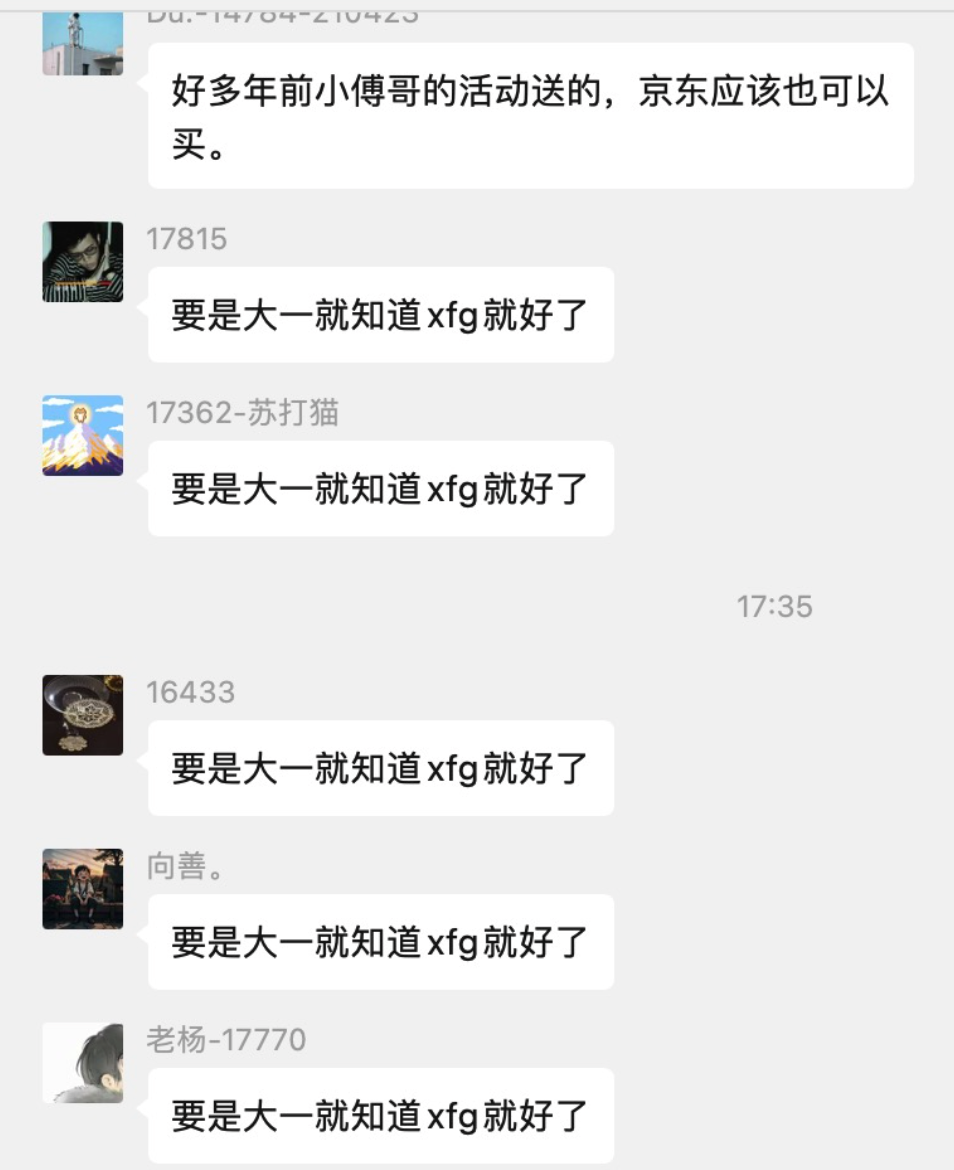 Du.-14784-210423
好多年前小傅哥的活动送的，京东应该也可以
买。
17815
要是大一就知道xfg就好了
17362-苏打猫
要是大一就知道xfg就好了
17:35
16433
要是大一就知道xfg就好了
向善。
要是大一就知道xfg就好了
老杨-17770
要是大一就知道xfg就好了